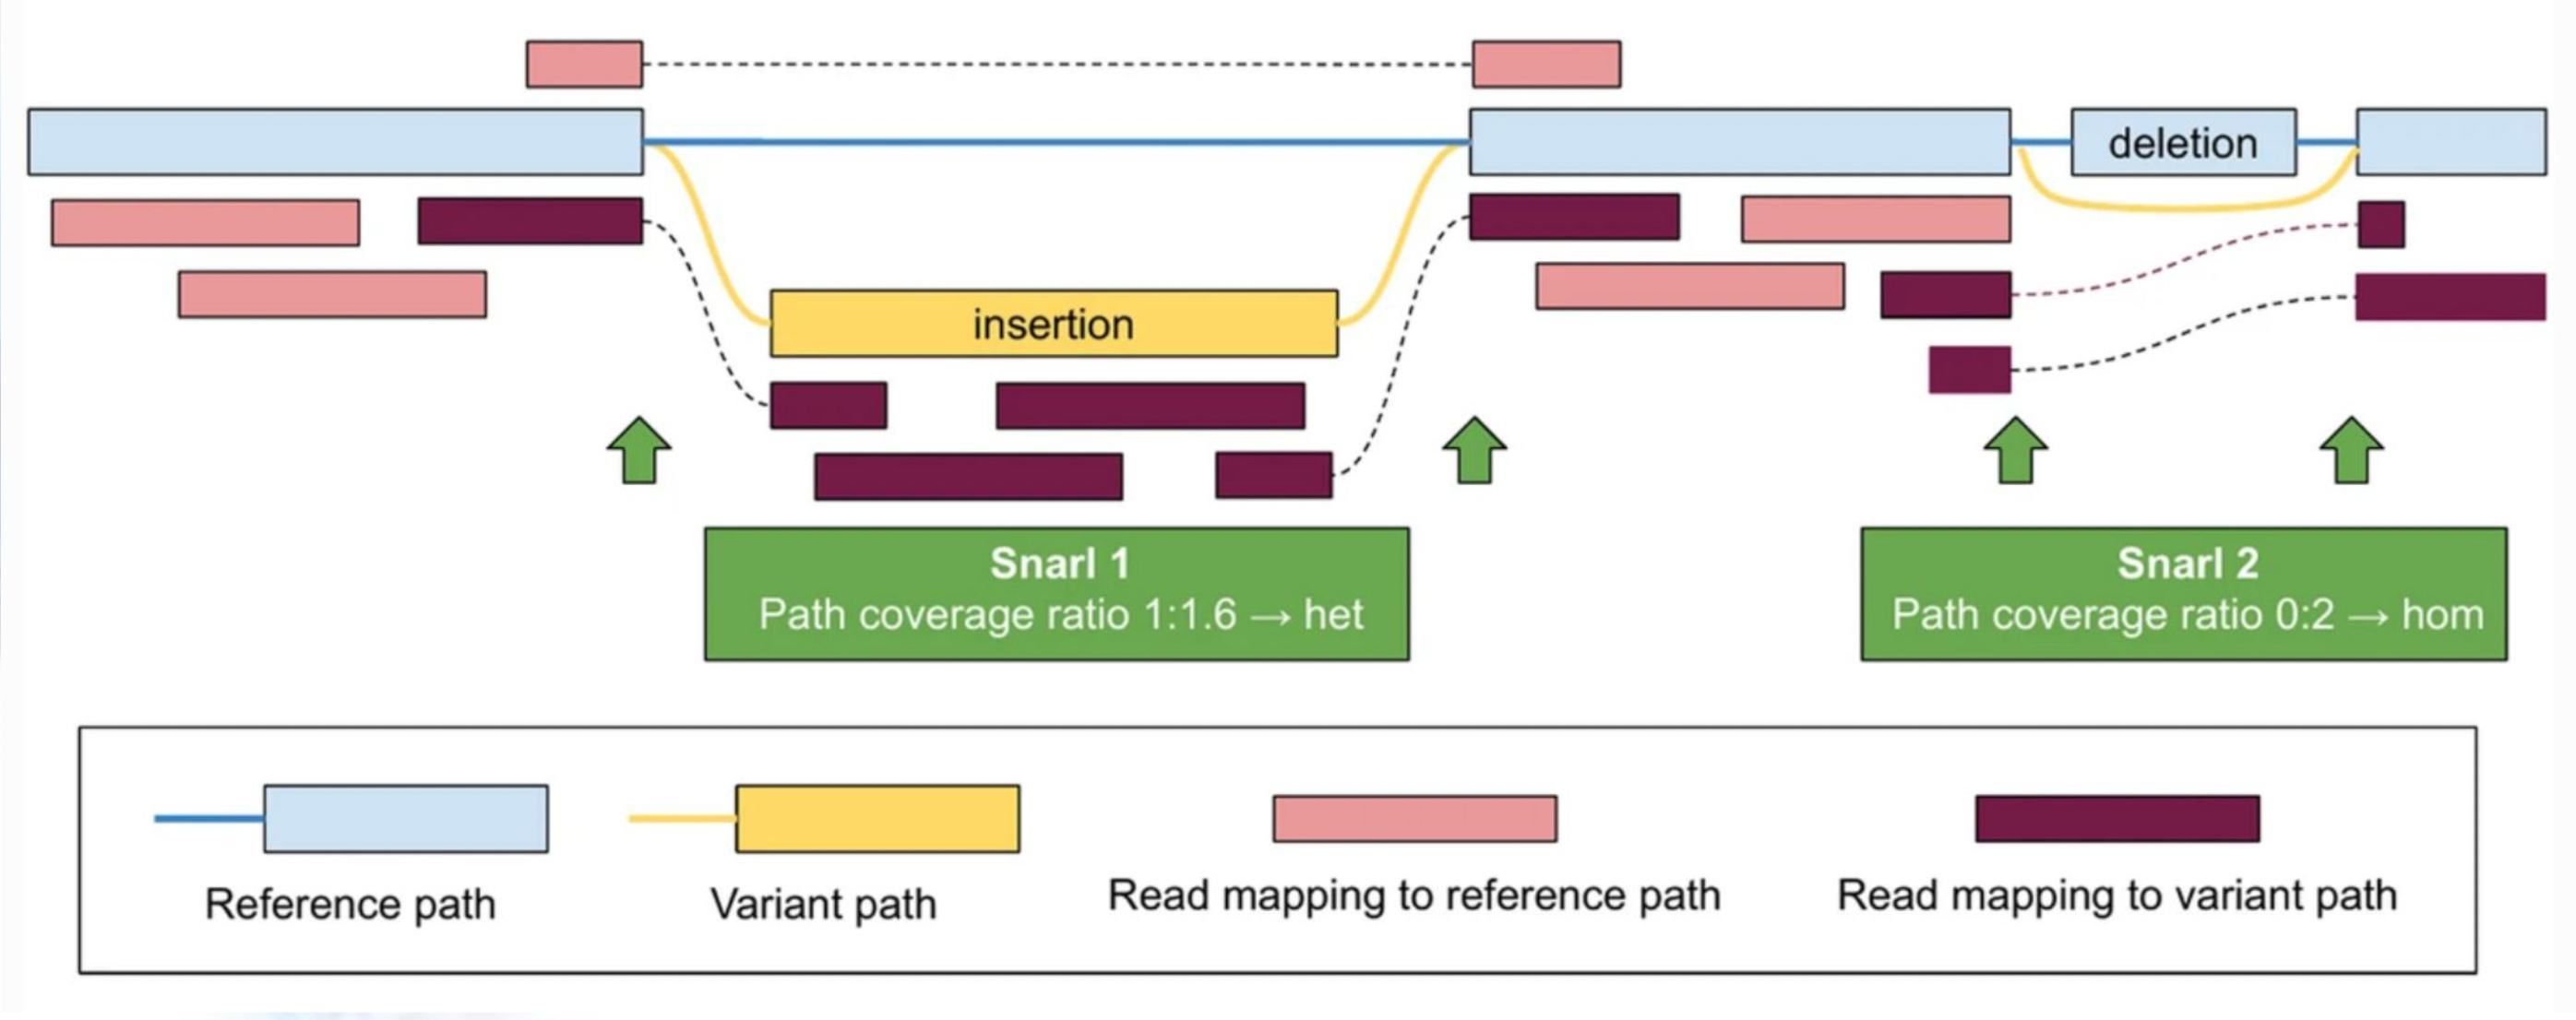 deletion
insertion
Snarl 1
Path coverage ratio 1:1.6 → het
Snarl 2
Path coverage ratio 0:2 → hom
Reference path
Variant path
Read mapping to reference path
Read mapping to variant path